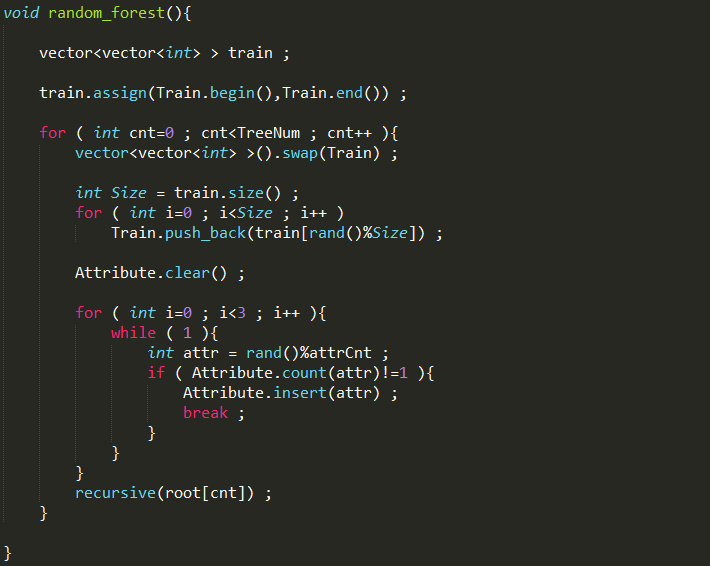 void random_forest(){
vector<vector<int> > train ;
train.assign(Train.begin(),Train.end()) ;
for ( int cnt=0 ; cnt<TreeNum ; cnt++ ){
vector<vector<int> >().swap(Train) ;
int Size = train.size() ;
for ( int i=0 ; i<Size ; i++ )
Train.push_back(train[rand()%Size]) ;
Attribute.clear() ;
for ( int i=0 ; i<3 ; i++ ){
while ( 1 ){
int attr = rand()%attrCnt ;
if ( Attribute.count(attr)!=1 ){
Attribute.insert(attr) ;
break ;
}
}
}
recursive(root[cnt]) ;
}
}